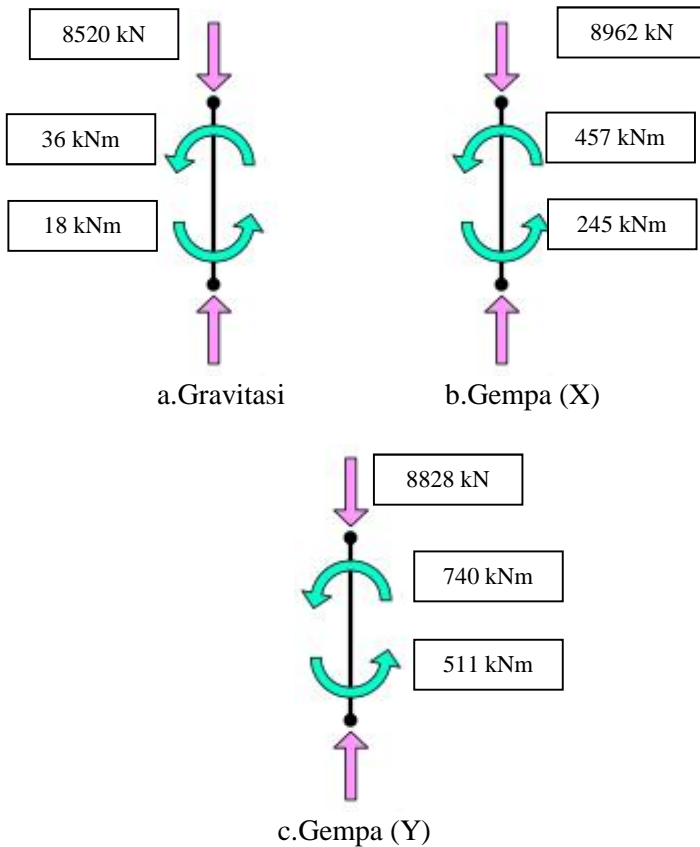 8520 kN
8962 kN
36 kNm
457 kNm
18 kNm
245 kNm
a.Gravitasi
b.Gempa (X)
8828 kN
740 kNm
511 kNm
c.Gempa (Y)